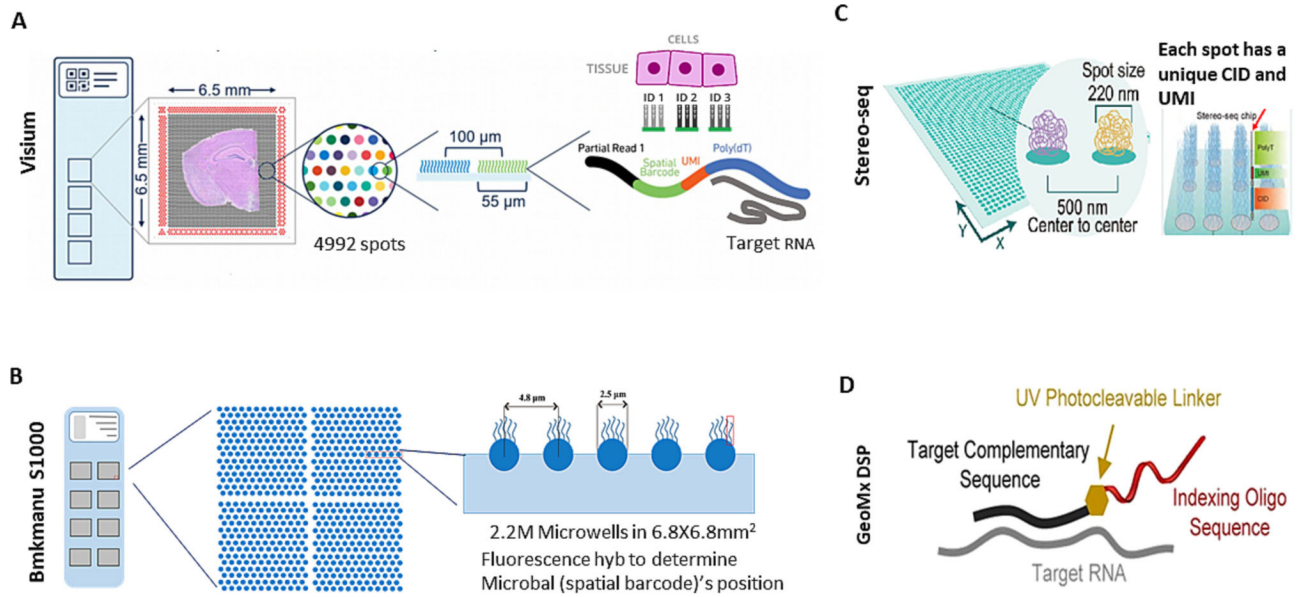 A
Visium
6.5 mm
6.5 mm
4992 spots
100 µm
55 µm
CELLS
TISSUE
ID 1 ID 2 ID 3
Partial Read 1
Spatial
Barcode
UMI
Poly(dT)
Target RNA
C
Stereo-seq
Spot size
220 nm
500 nm
Center to center
Y
X
Each spot has a
unique CID and
UMI
Stereo-seq chip
PolyT
UMI
CID
B
Bmkmanu S1000
4.8 µm
2.5 µm
2.2M Microwells in 6.8X6.8mm²
Fluorescence hyb to determine
Microbal (spatial barcode)'s position
D
GeoMx DSP
UV Photocleavable Linker
Target Complementary
Sequence
Indexing Oligo
Sequence
Target RNA